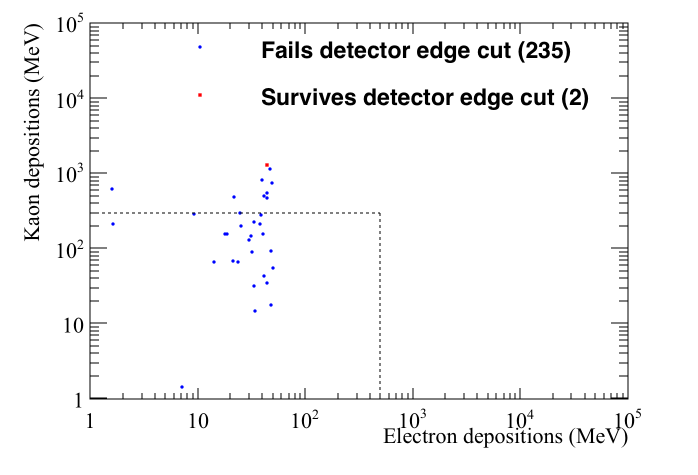 Kaon depositions (MeV)
10^5
10^4
10^3
10^2
10
1
Fails detector edge cut (235)
Survives detector edge cut (2)
1 10 10^2 10^3 10^4 10^5
Electron depositions (MeV)